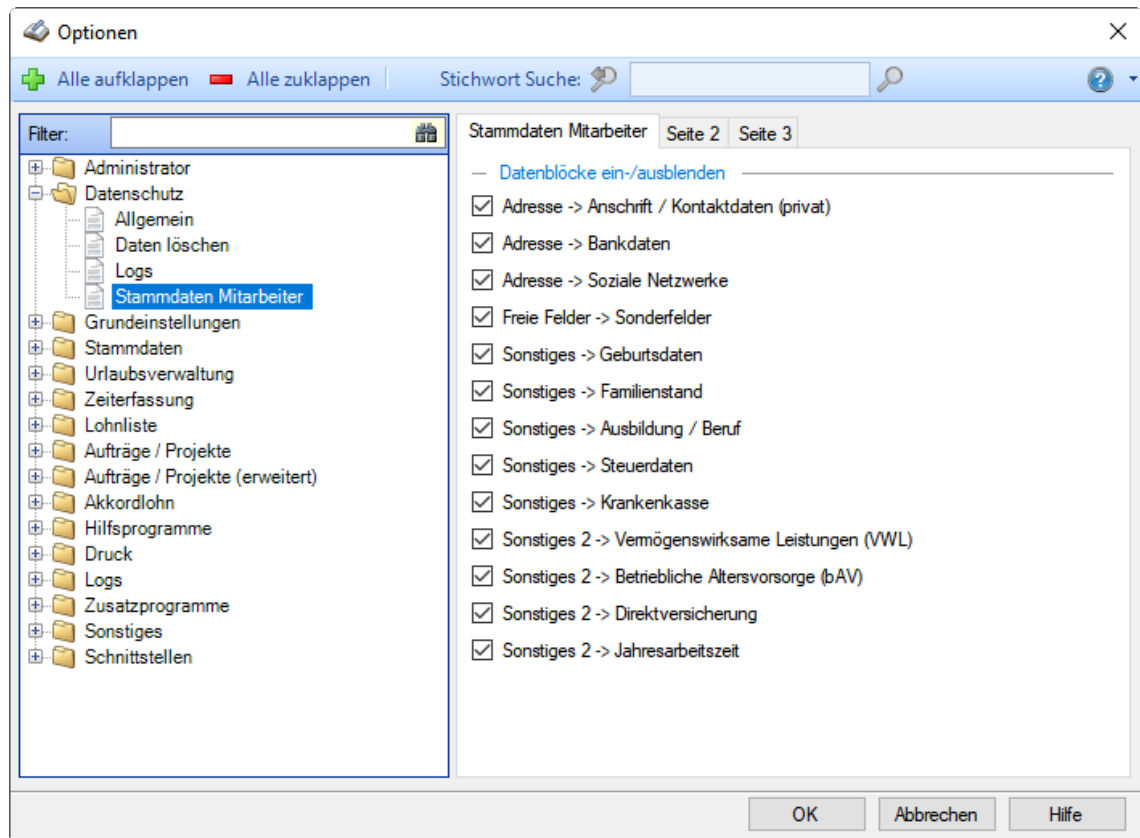 Optionen
Alle aufklappen Alle zuklappen Stichwort Suche:
Filter:
Administrator
Datenschutz
Allgemein
Daten löschen
Logs
Stammdaten Mitarbeiter
Grundeinstellungen
Stammdaten
Urlaubsverwaltung
Zeiterfassung
Lohnliste
Aufträge / Projekte
Aufträge / Projekte (erweitert)
Akkordlohn
Hilfsprogramme
Druck
Logs
Zusatzprogramme
Sonstiges
Schnittstellen
Stammdaten Mitarbeiter Seite 2 Seite 3
Datenblöcke ein-/ausblenden
Adresse -> Anschrift / Kontaktdaten (privat)
Adresse -> Bankdaten
Adresse -> Soziale Netzwerke
Freie Felder -> Sonderfelder
Sonstiges -> Geburtsdaten
Sonstiges -> Familienstand
Sonstiges -> Ausbildung / Beruf
Sonstiges -> Steuerdaten
Sonstiges -> Krankenkasse
Sonstiges 2 -> Vermögenswirksame Leistungen (VWL)
Sonstiges 2 -> Betriebliche Altersvorsorge (bAV)
Sonstiges 2 -> Direktversicherung
Sonstiges 2 -> Jahresarbeitszeit
OK Abbrechen Hilfe